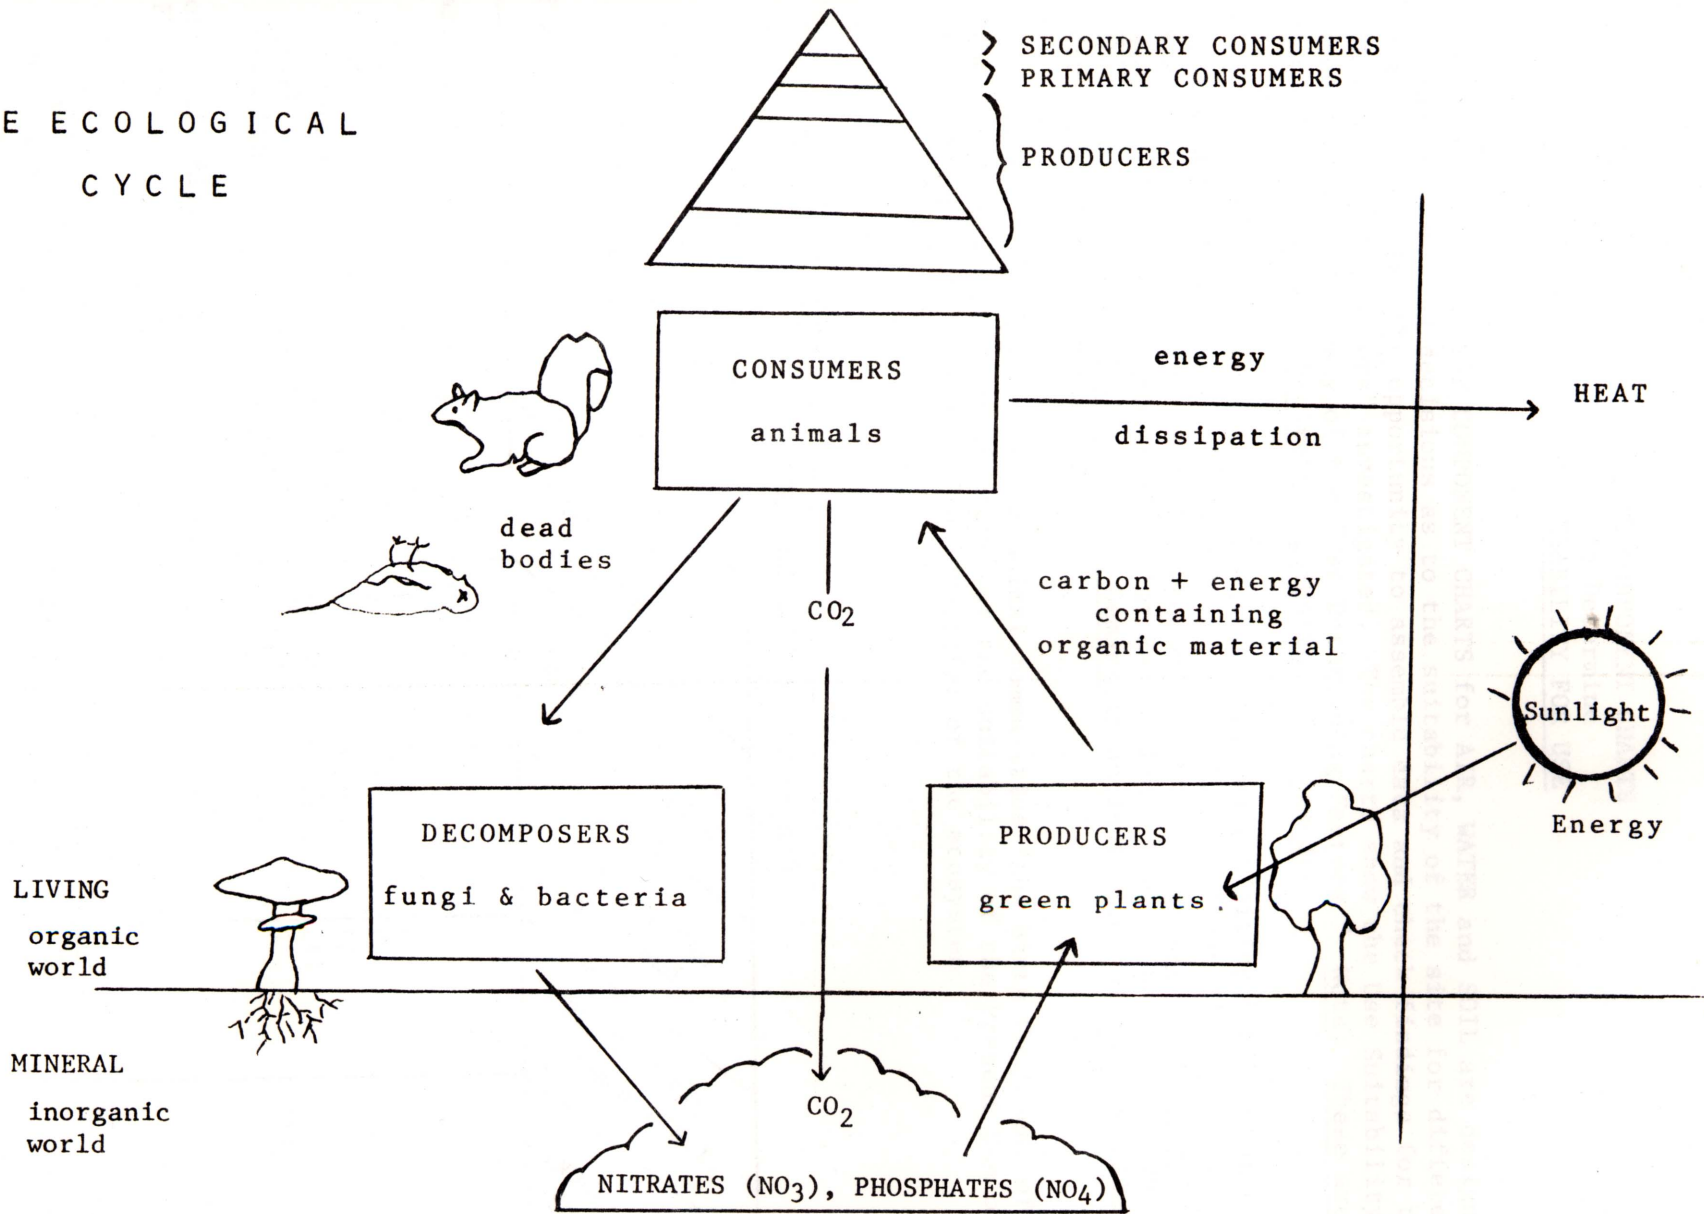 E ECOLOGICAL
CYCLE
SECONDARY CONSUMERS
PRIMARY CONSUMERS
PRODUCERS
CONSUMERS
animals
energy
dissipation
HEAT
dead
bodies
CO2
carbon + energy
containing
organic material
Sunlight
Energy
DECOMPOSERS
fungi & bacteria
PRODUCERS
green plants.
LIVING
organic
world
MINERAL
inorganic
world
CO2
NITRATES (NO3), PHOSPHATES (NO4)